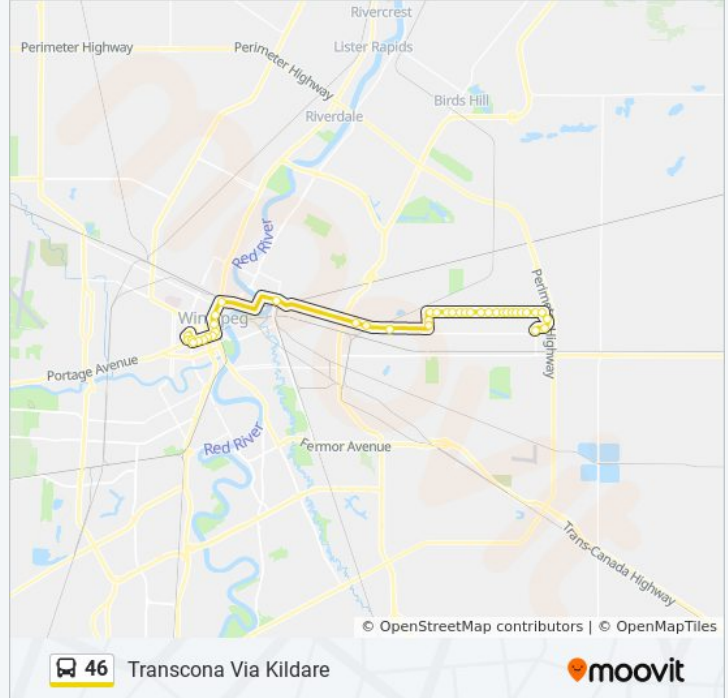 Rivercrest
Perimeter Highway
Perimeter Highway
Lister Rapids
Birds Hill
Riverdale
Red River
Perimeter Highway
Winnipeg
Portage Avenue
Red River
Fermor Avenue
Trans-Canada Highway
© OpenStreetMap contributors | © OpenMapTiles
46 Transcona Via Kildare
moovit